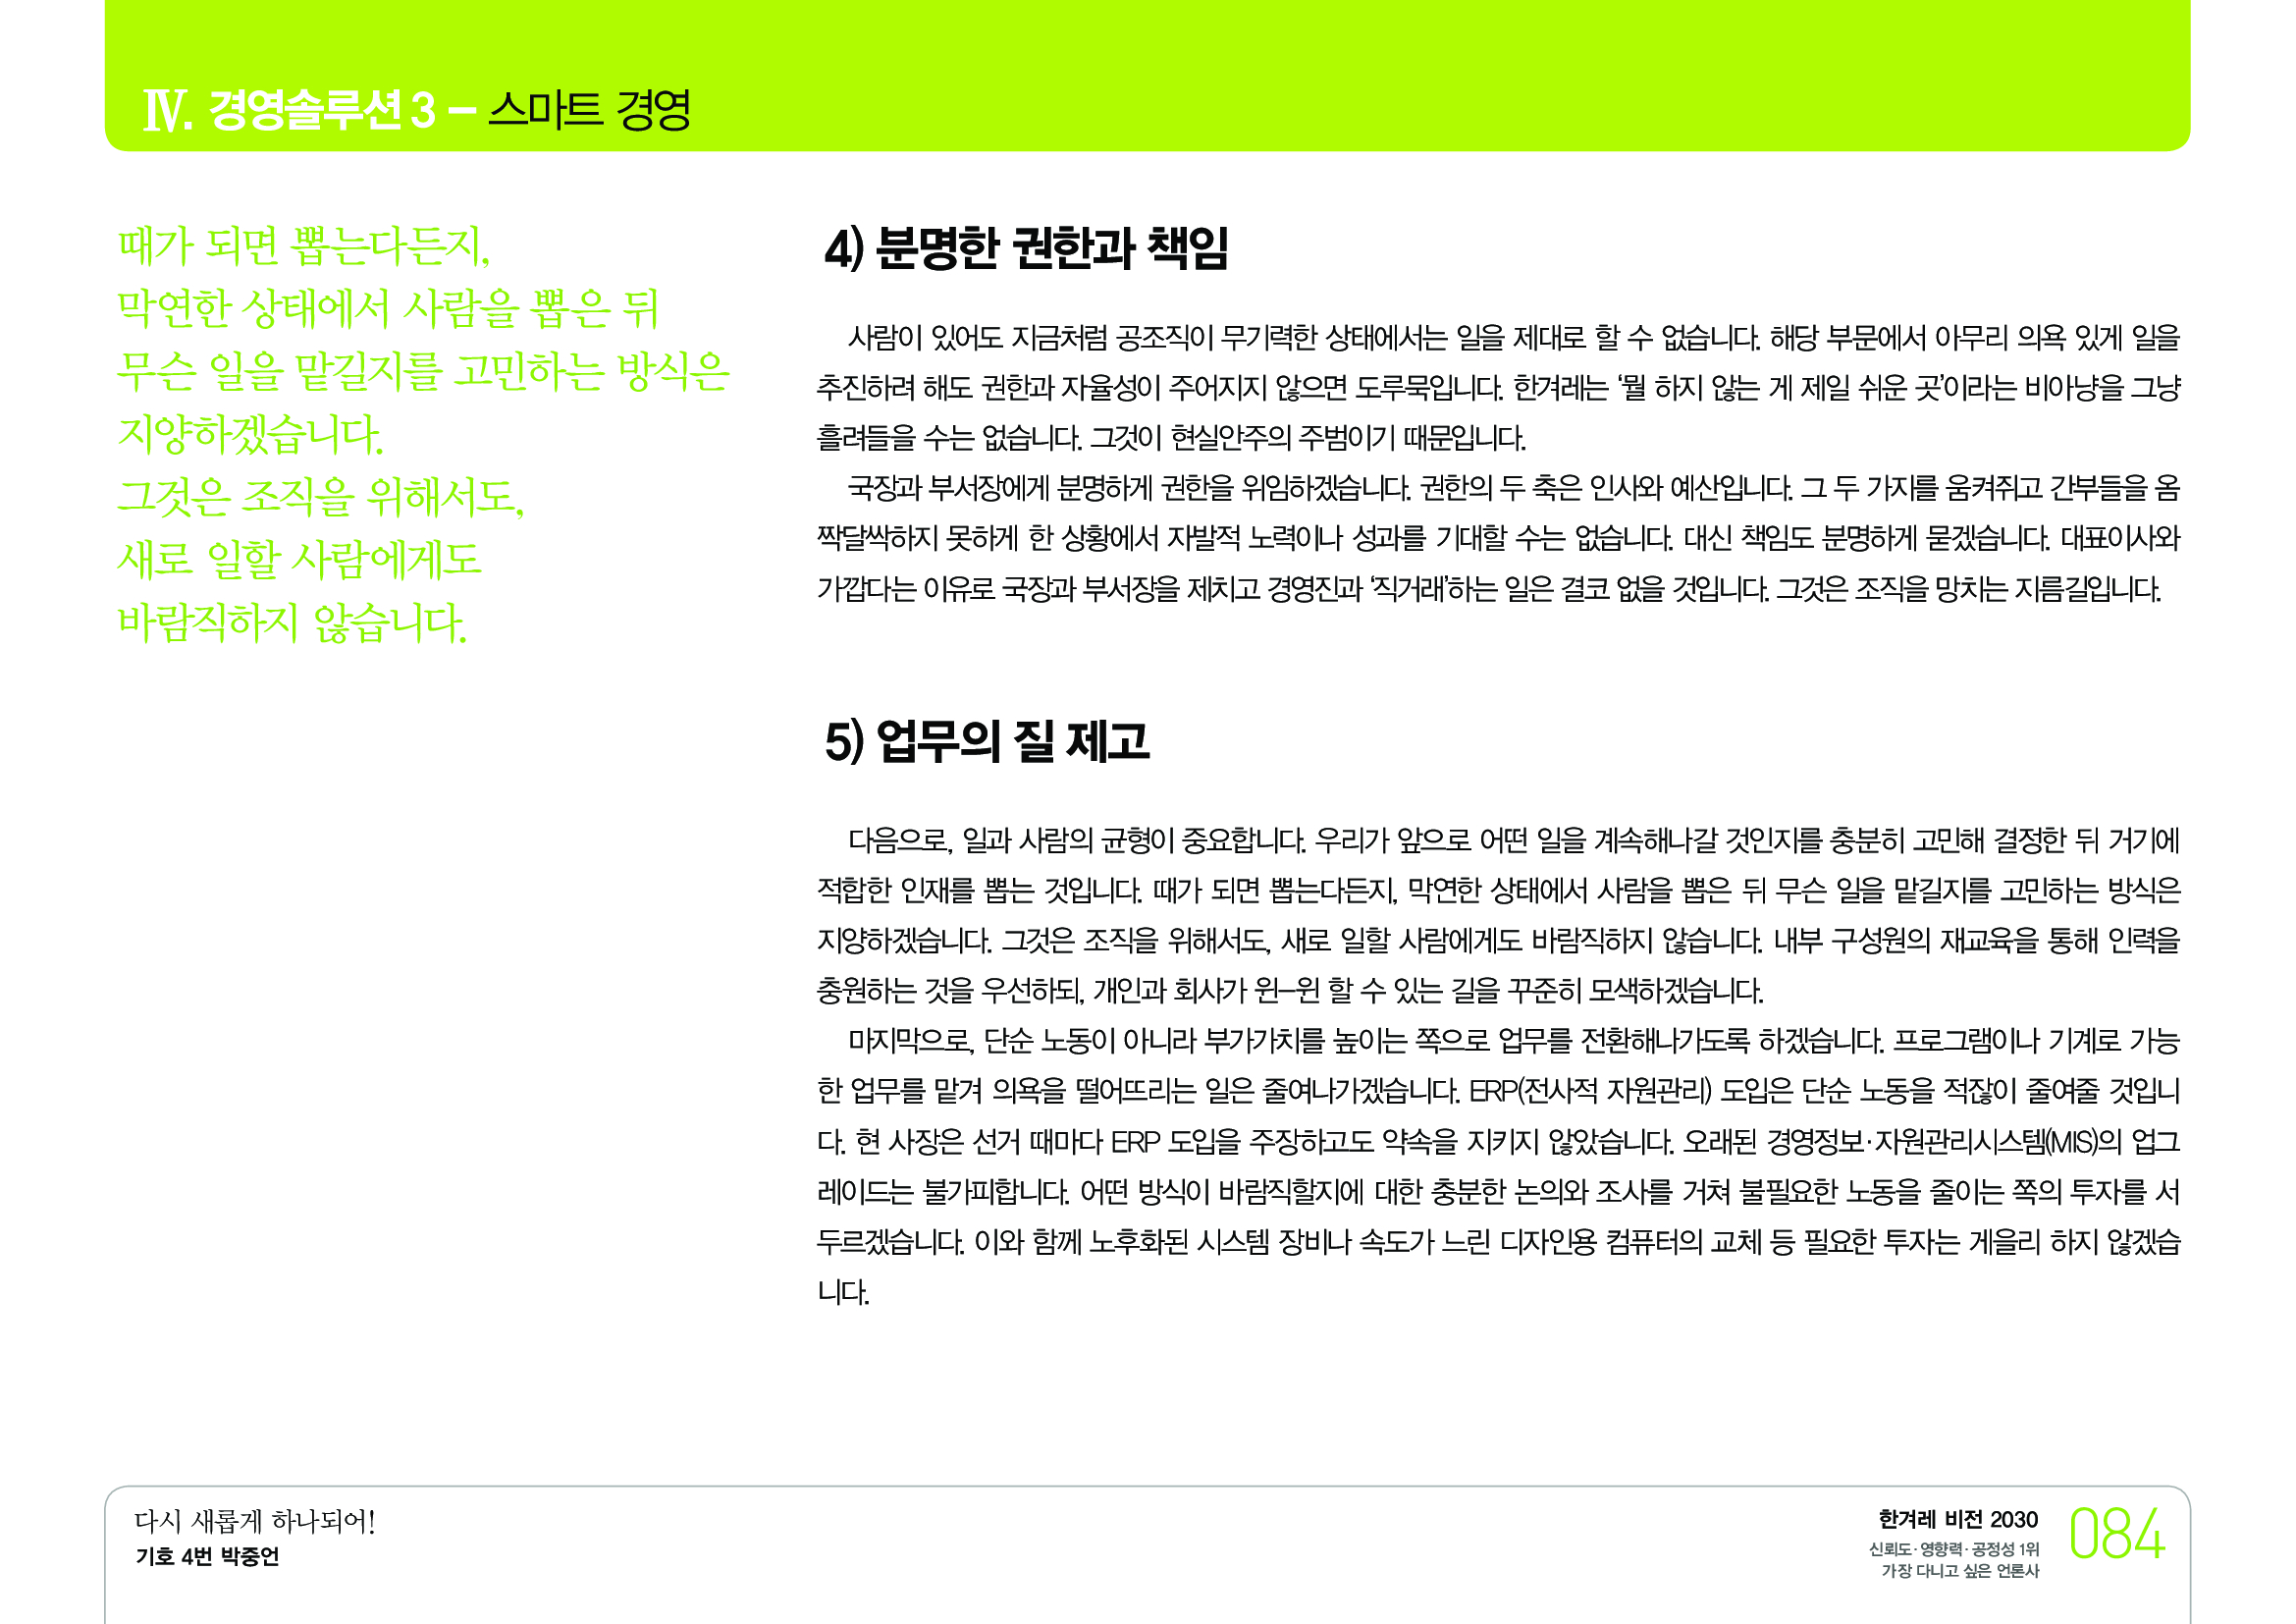 Ⅳ. 경영솔루션 3 – 스마트 경영
때가 되면 뽑는다든지,
막연한 상태에서 사람을 뽑은 뒤
무슨 일을 맡길지를 고민하는 방식은
지양하겠습니다.
그것은 조직을 위해서도,
새로 일할 사람에게도
바람직하지 않습니다.
4) 분명한 권한과 책임
사람이 있어도 지금처럼 공조직이 무기력한 상태에서는 일을 제대로 할 수 없습니다. 해당 부문에서 아무리 의욕 있게 일을
추진하려 해도 권한과 자율성이 주어지지 않으면 도루묵입니다. 한겨레는 ‘뭘 하지 않는 게 제일 쉬운 곳’이라는 비아냥을 그냥
흘려들을 수는 없습니다. 그것이 현실안주의 주범이기 때문입니다.
국장과 부서장에게 분명하게 권한을 위임하겠습니다. 권한의 두 축은 인사와 예산입니다. 그 두 가지를 움켜쥐고 간부들을 옴
짝달싹하지 못하게 한 상황에서 자발적 노력이나 성과를 기대할 수는 없습니다. 대신 책임도 분명하게 묻겠습니다. 대표이사와
가깝다는 이유로 국장과 부서장을 제치고 경영진과 ‘직거래’하는 일은 결코 없을 것입니다. 그것은 조직을 망치는 지름길입니다.
5) 업무의 질 제고
다음으로, 일과 사람의 균형이 중요합니다. 우리가 앞으로 어떤 일을 계속해나갈 것인지를 충분히 고민해 결정한 뒤 거기에
적합한 인재를 뽑는 것입니다. 때가 되면 뽑는다든지, 막연한 상태에서 사람을 뽑은 뒤 무슨 일을 맡길지를 고민하는 방식은
지양하겠습니다. 그것은 조직을 위해서도, 새로 일할 사람에게도 바람직하지 않습니다. 내부 구성원의 재교육을 통해 인력을
충원하는 것을 우선하되, 개인과 회사가 윈–윈 할 수 있는 길을 꾸준히 모색하겠습니다.
마지막으로, 단순 노동이 아니라 부가가치를 높이는 쪽으로 업무를 전환해나가도록 하겠습니다. 프로그램이나 기계로 가능
한 업무를 맡겨 의욕을 떨어뜨리는 일은 줄여나가겠습니다. ERP(전사적 자원관리) 도입은 단순 노동을 적잖이 줄여줄 것입니
다. 현 사장은 선거 때마다 ERP 도입을 주장하고도 약속을 지키지 않았습니다. 오래된 경영정보·자원관리시스템(MIS)의 업그
레이드는 불가피합니다. 어떤 방식이 바람직할지에 대한 충분한 논의와 조사를 거쳐 불필요한 노동을 줄이는 쪽의 투자를 서
두르겠습니다. 이와 함께 노후화된 시스템 장비나 속도가 느린 디자인용 컴퓨터의 교체 등 필요한 투자는 게을리 하지 않겠습
니다.
다시 새롭게 하나되어!
기호 4번 박중언
한겨레 비전 2030
신뢰도·영향력·공정성 1위
가장 다니고 싶은 언론사
084